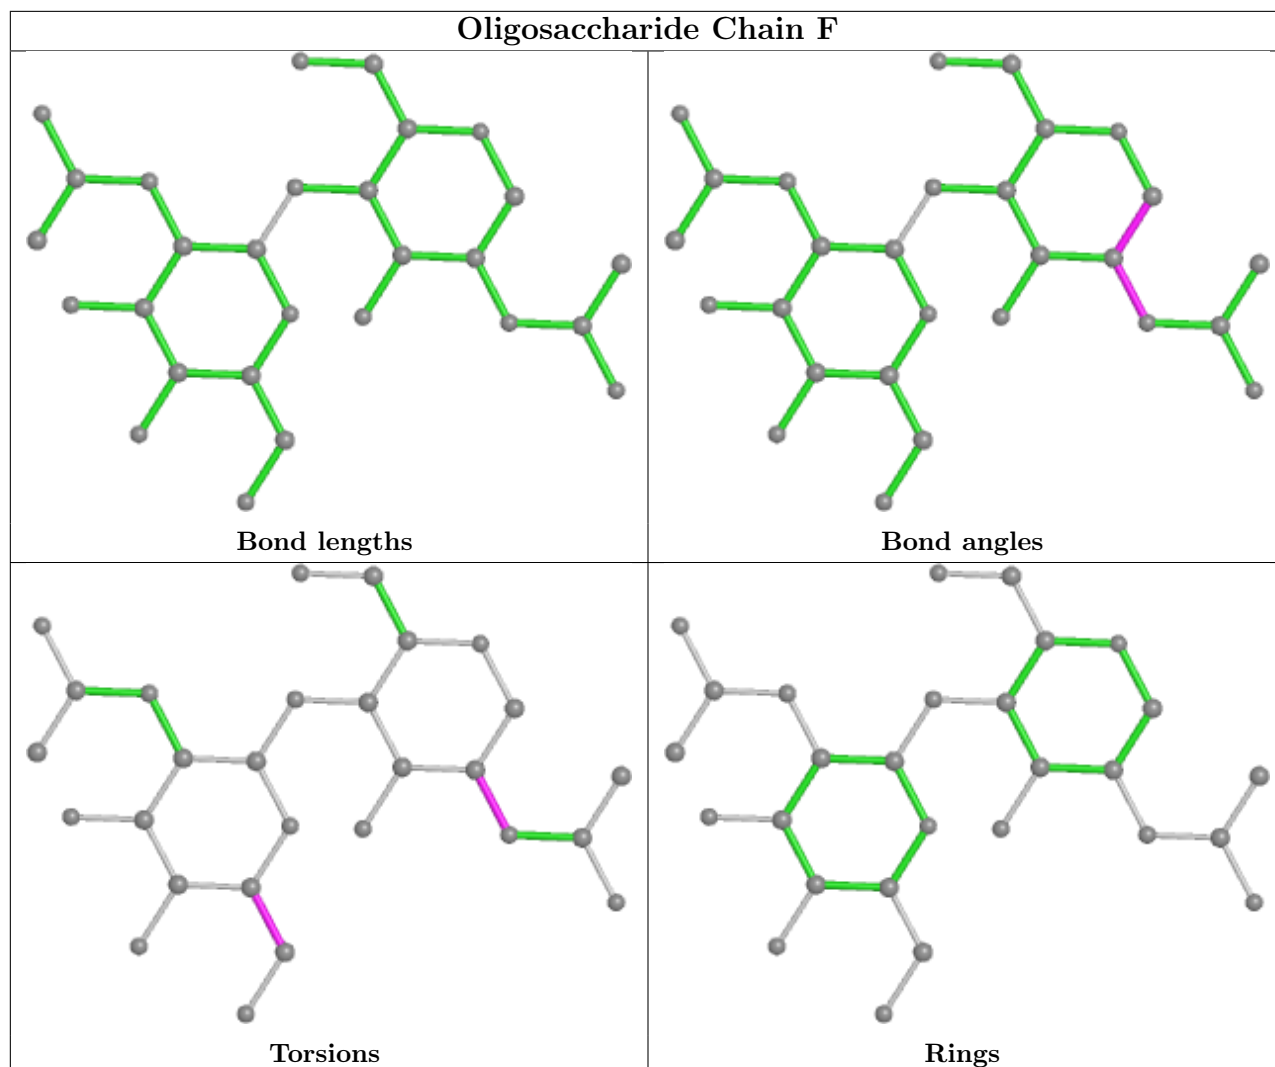 Oligosaccharide Chain F
Bond lengths
Bond angles
Torsions
Rings